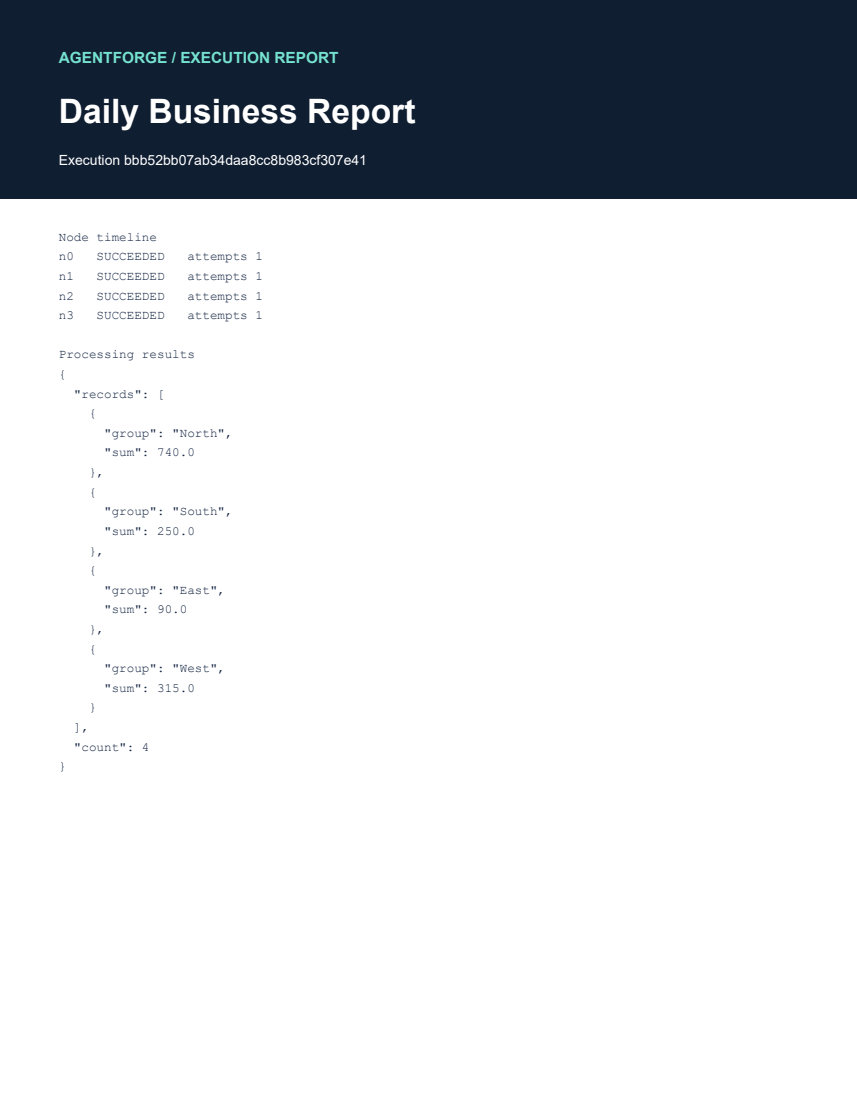 AGENTFORGE / EXECUTION REPORT
Daily Business Report
Execution bbb52bb07ab34daa8cc8b983cf307e41
Node timeline
n0   SUCCEEDED   attempts 1
n1   SUCCEEDED   attempts 1
n2   SUCCEEDED   attempts 1
n3   SUCCEEDED   attempts 1
Processing results
{
  "records": [
    {
      "group": "North",
      "sum": 740.0
    },
    {
      "group": "South",
      "sum": 250.0
    },
    {
      "group": "East",
      "sum": 90.0
    },
    {
      "group": "West",
      "sum": 315.0
    }
  ],
  "count": 4
}